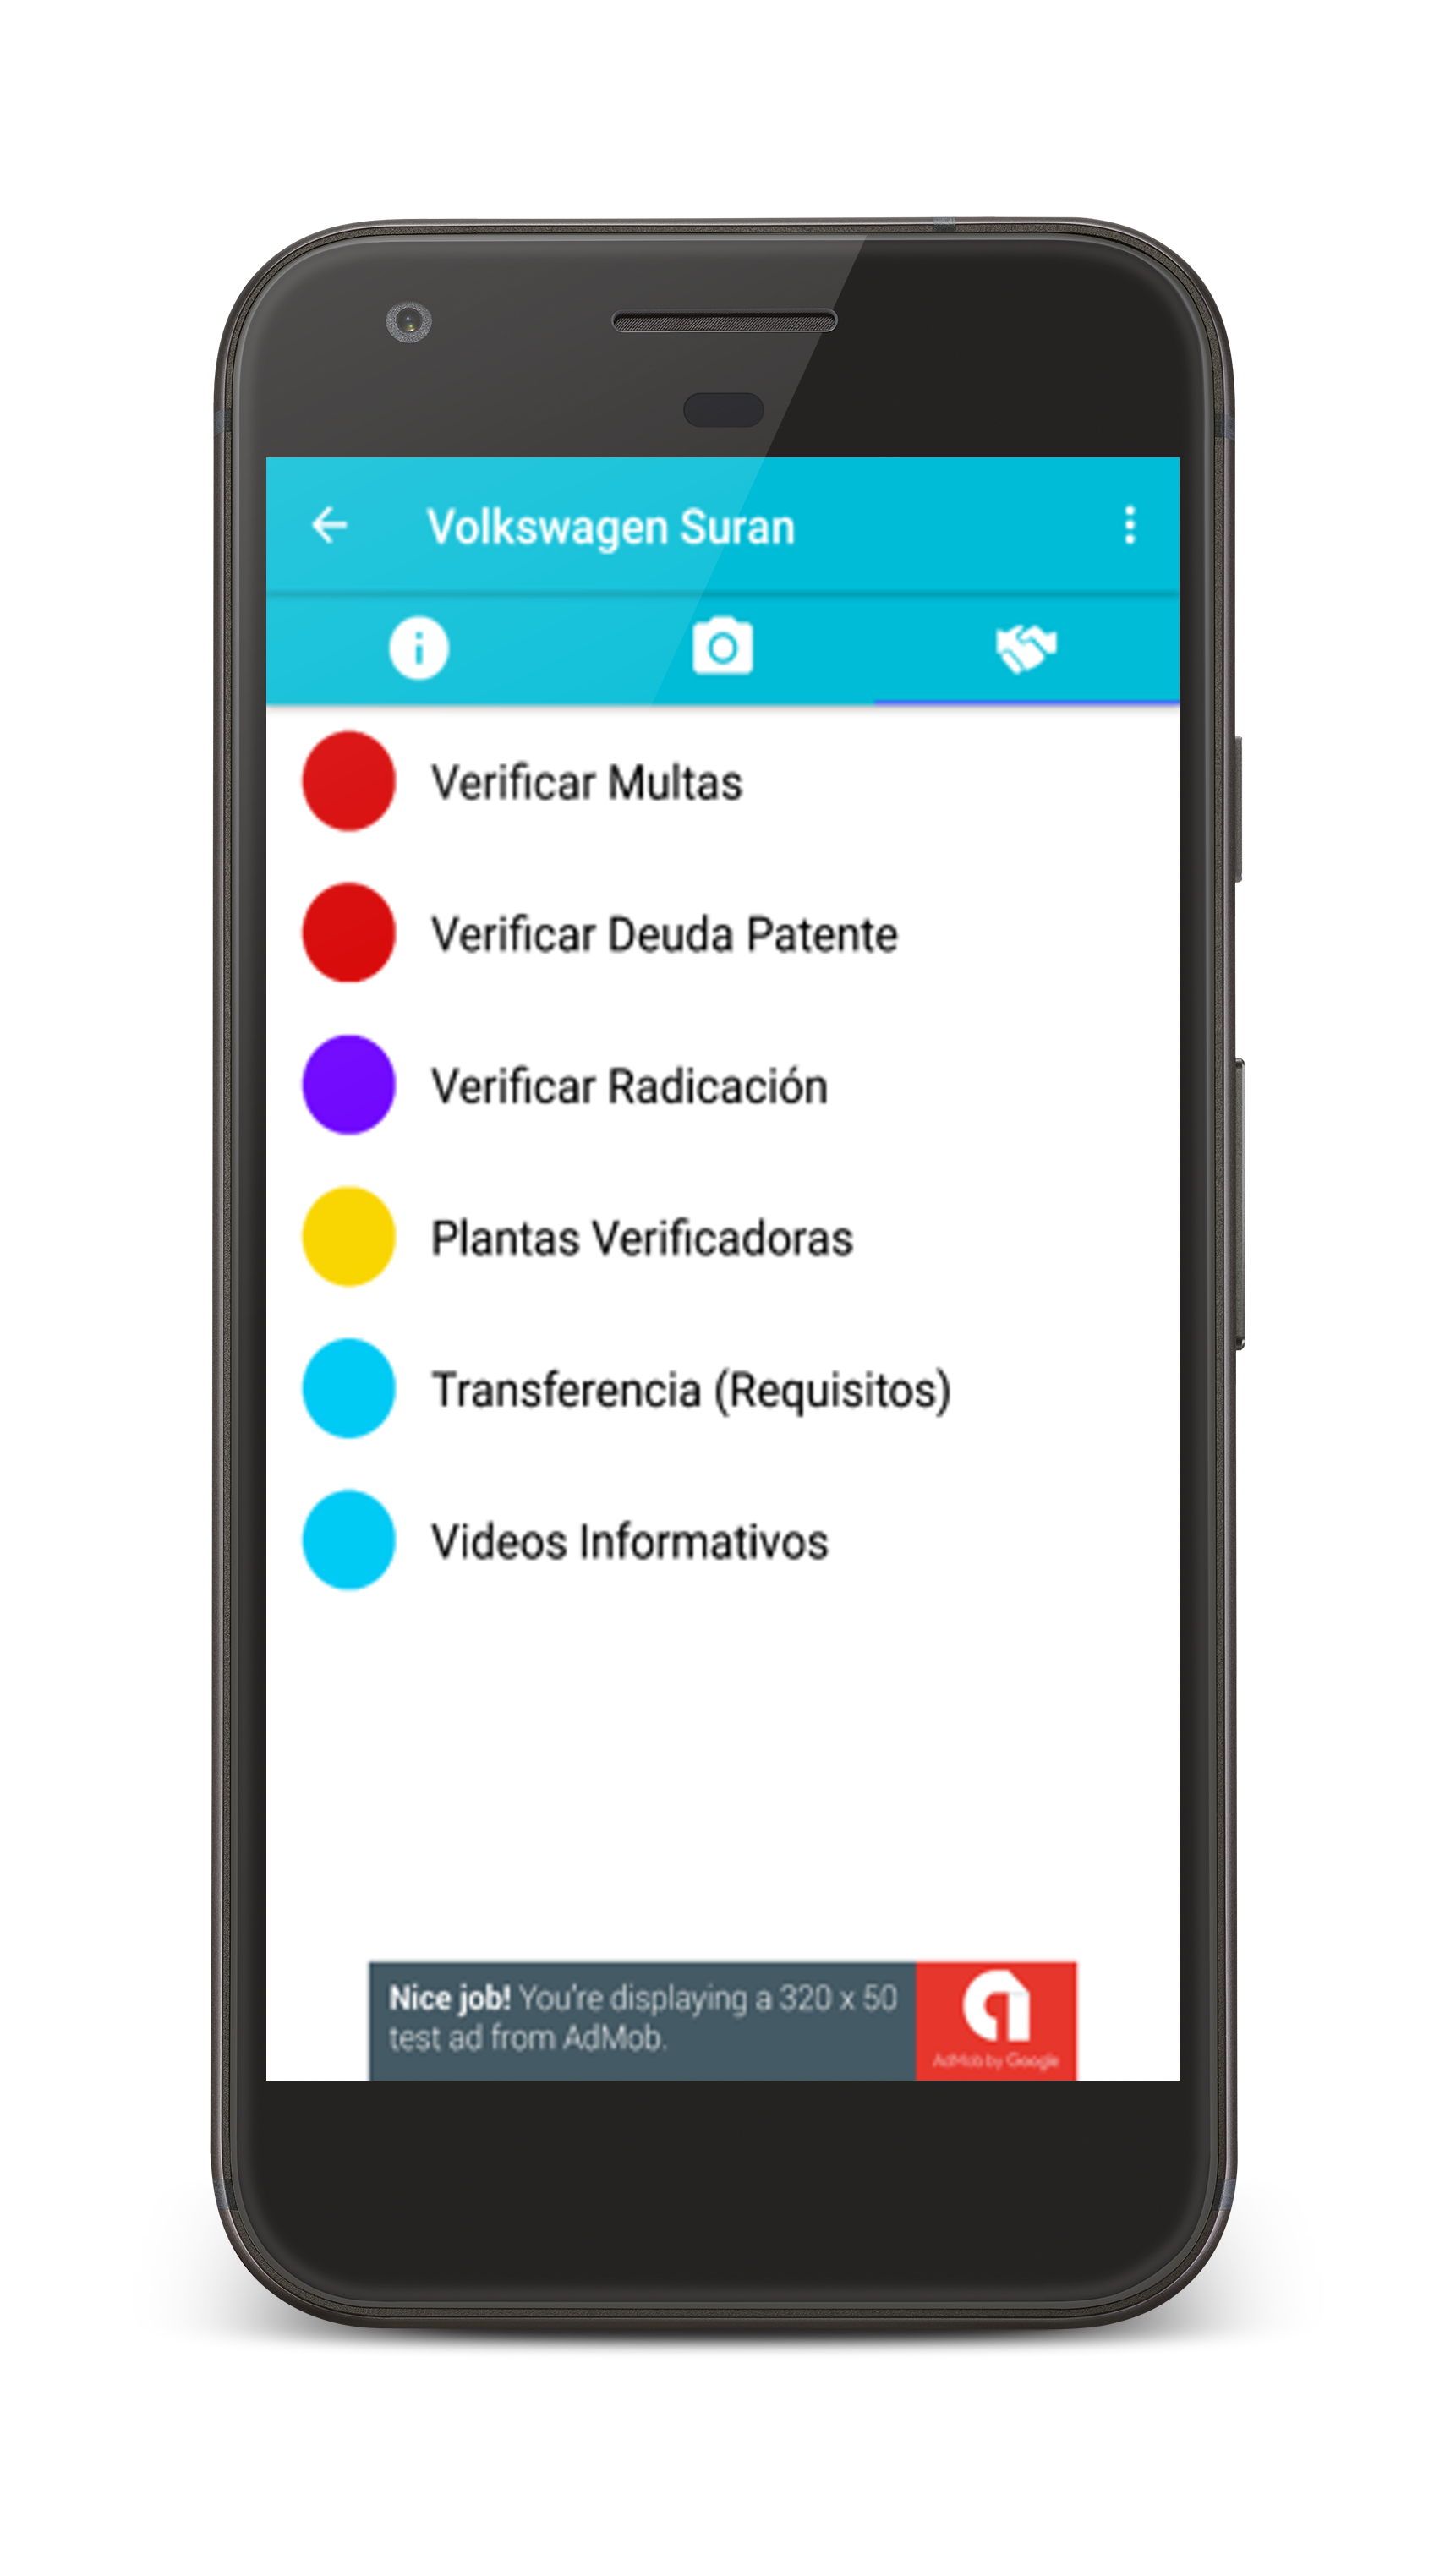 Volkswagen Suran
Verificar Multas
Verificar Deuda Patente
Verificar Radicación
Plantas Verificadoras
Transferencia (Requisitos)
Videos Informativos
Nice job! You're displaying a 320 x 50
test ad from AdMob.
AdMob by Google